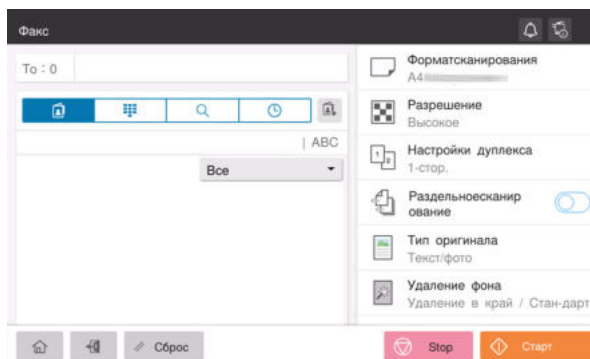 Факс
To : 0
| ABC
Все
Форматсканирования
A4
Разрешение
Высокое
Настройки дуплекса
1-стор.
Раздельноесканир
ование
Тип оригинала
Текст/фото
Удаление фона
Удаление в край / Стан-дарт
Сброс
Stop
Старт